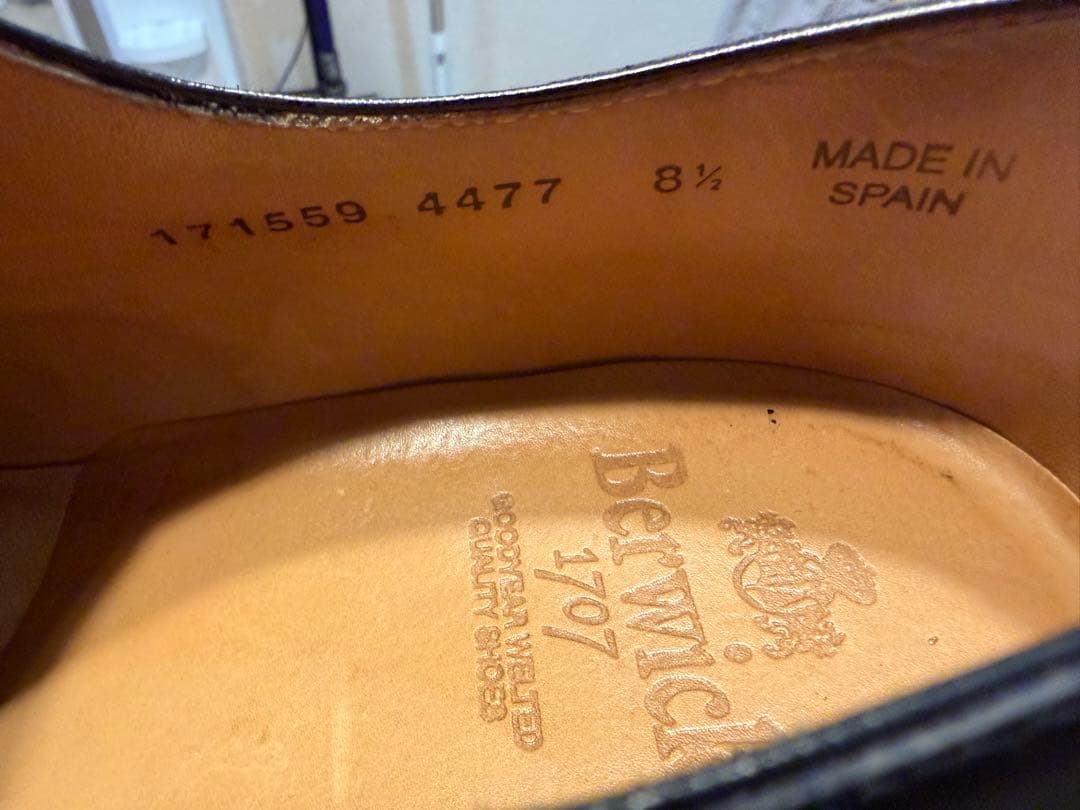 171559 4477 8½ MADE IN
SPAIN
Berwick
1707
GOODYEAR WELTED
QUALITY SHOES